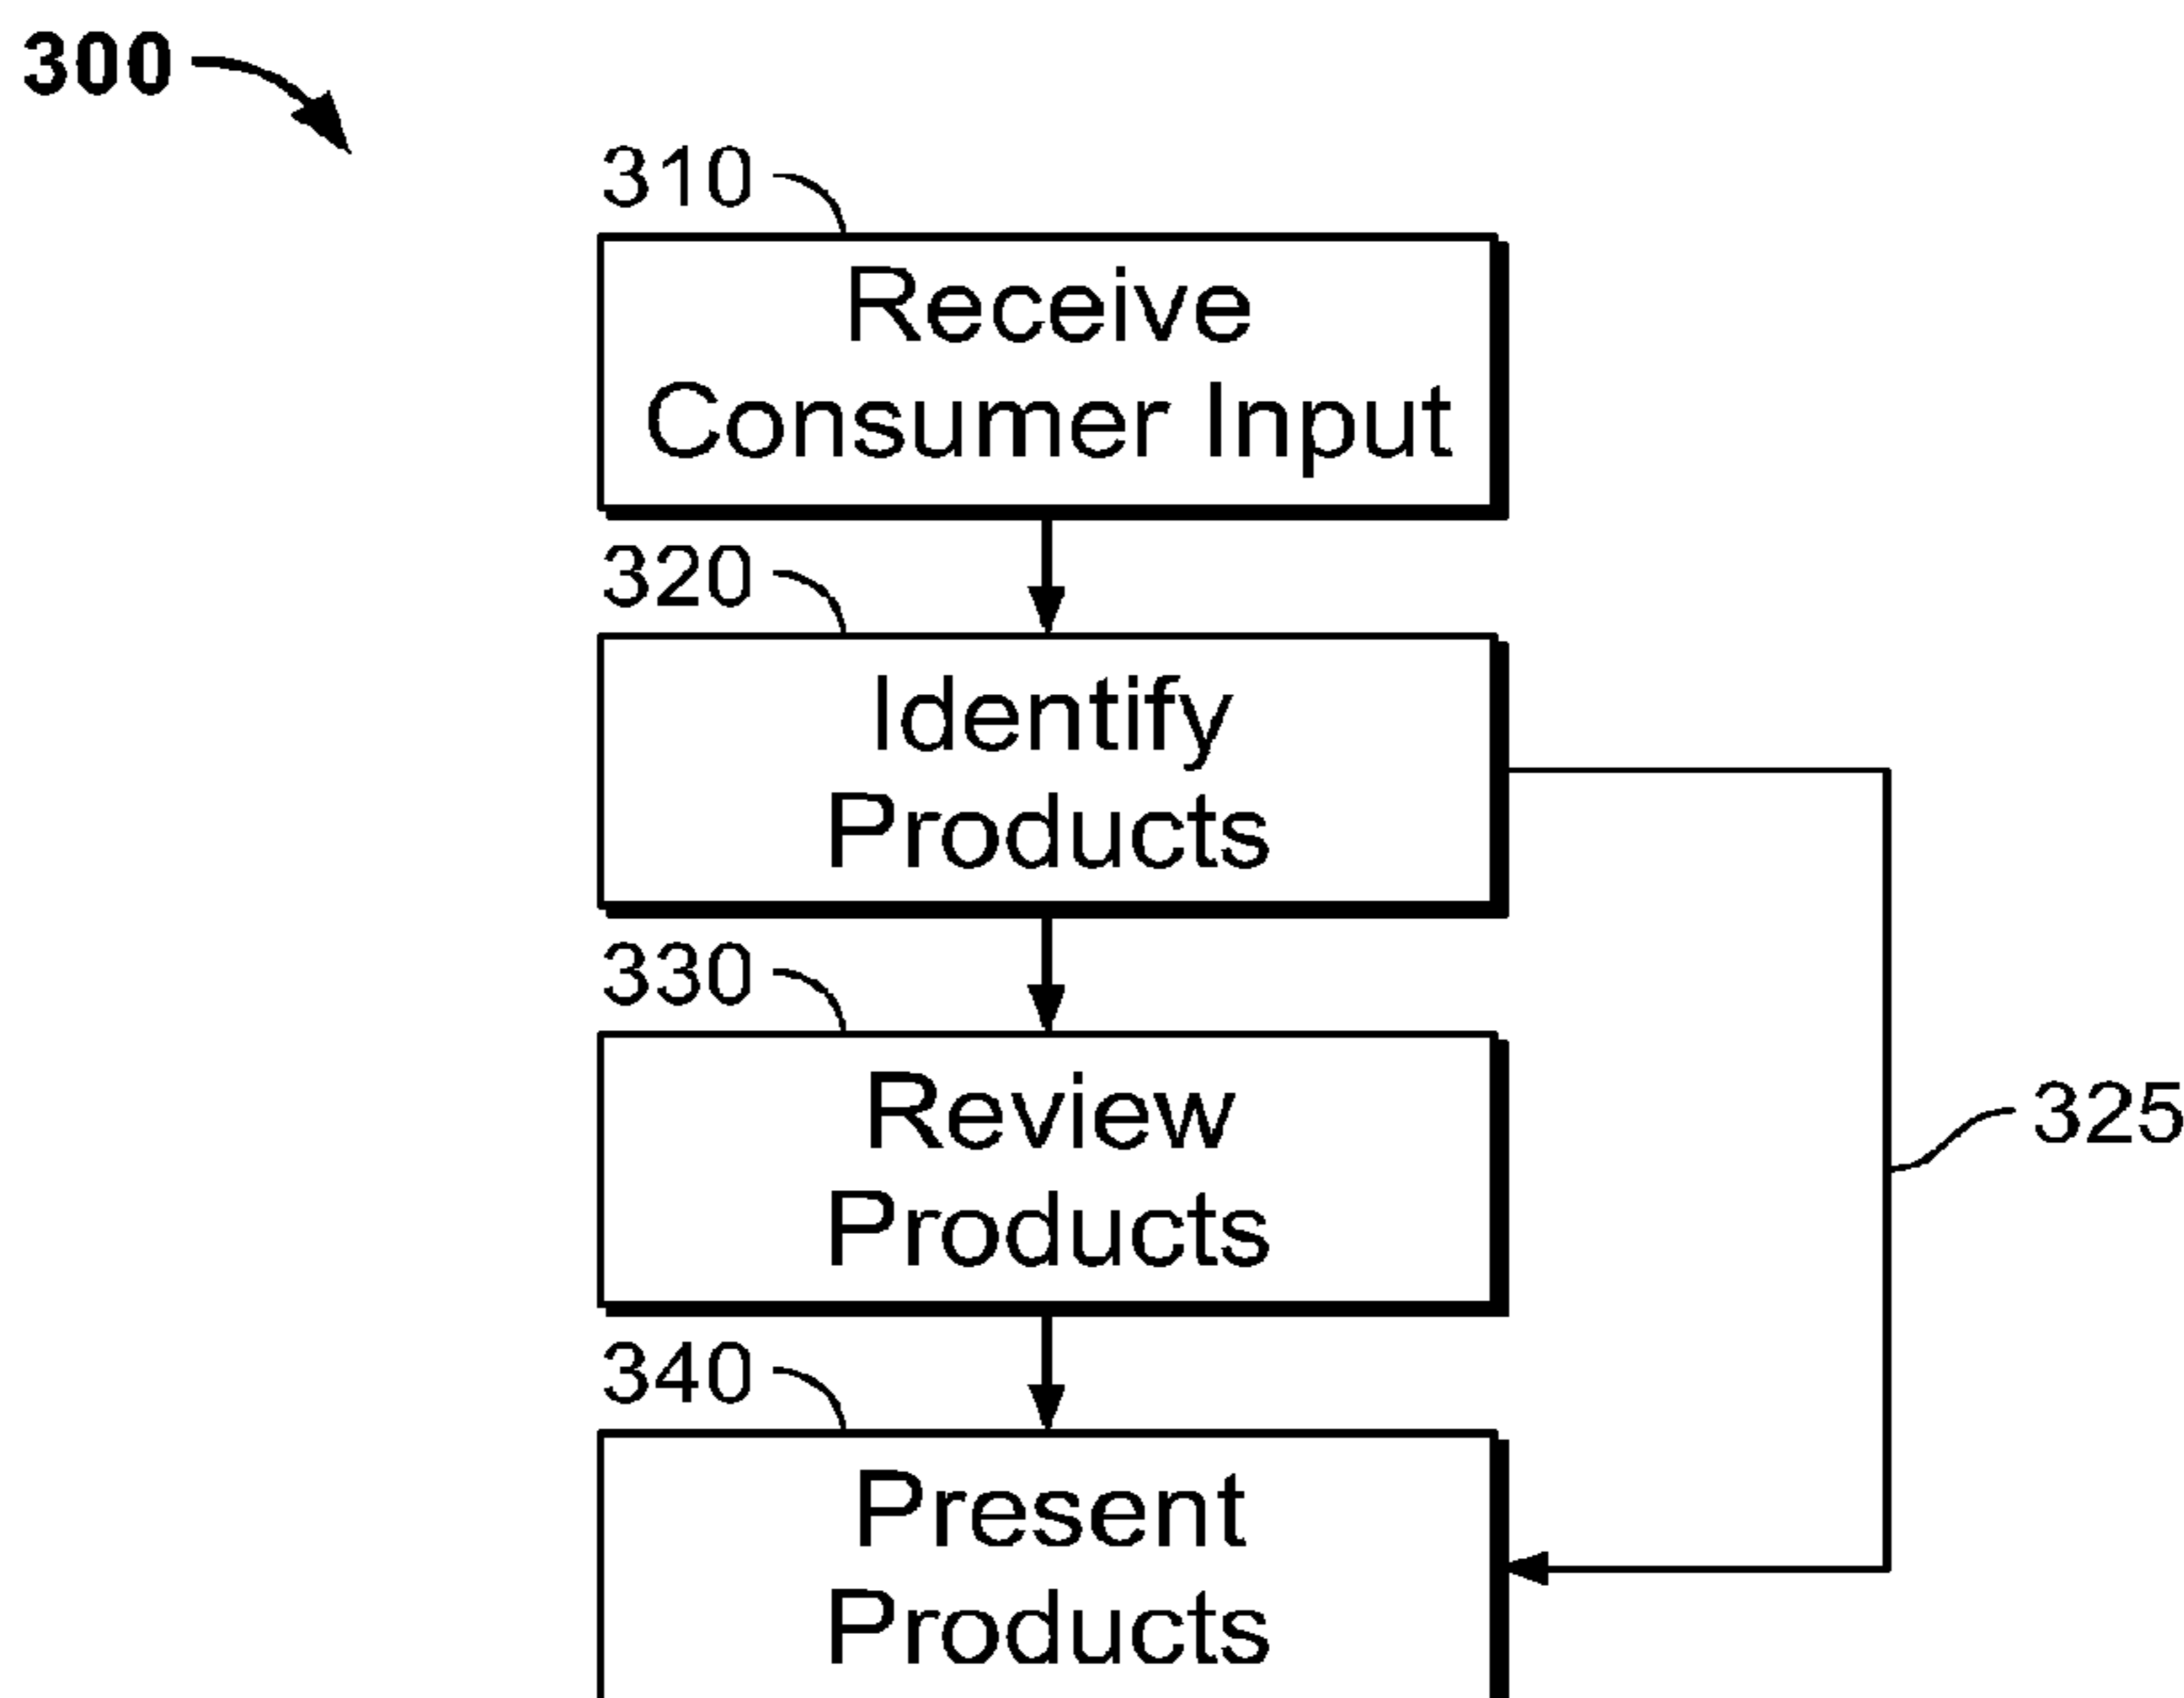 300
310
Receive
Consumer Input
320
Identify
Products
330
Review
Products
325
340
Present
Products